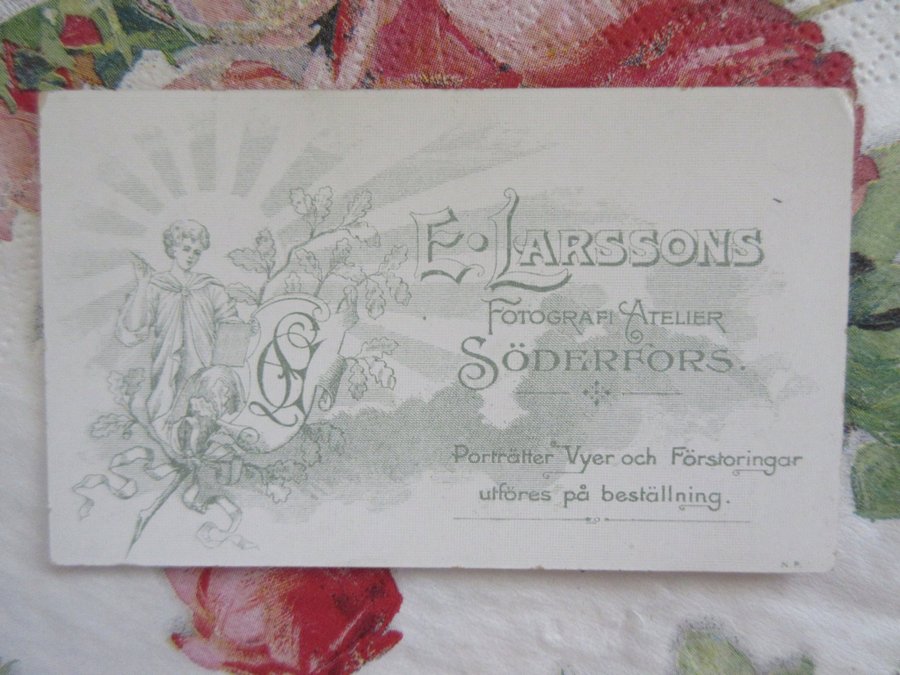 E. Larssons
Fotografi Atelier
Söderfors.
Porträtter Vyer och Förstoringar
utföres på beställning.
N. P.